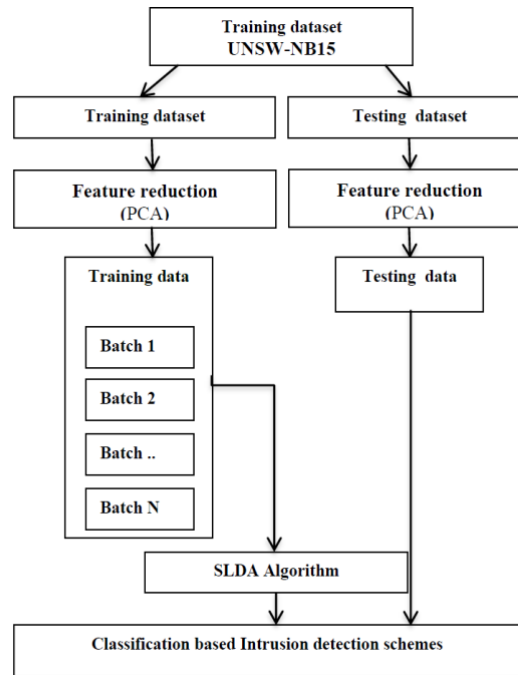 Training dataset
UNSW-NB15
Training dataset
Testing dataset
Feature reduction
(PCA)
Feature reduction
(PCA)
Training data
Testing data
Batch 1
Batch 2
Batch ..
Batch N
SLDA Algorithm
Classification based Intrusion detection schemes